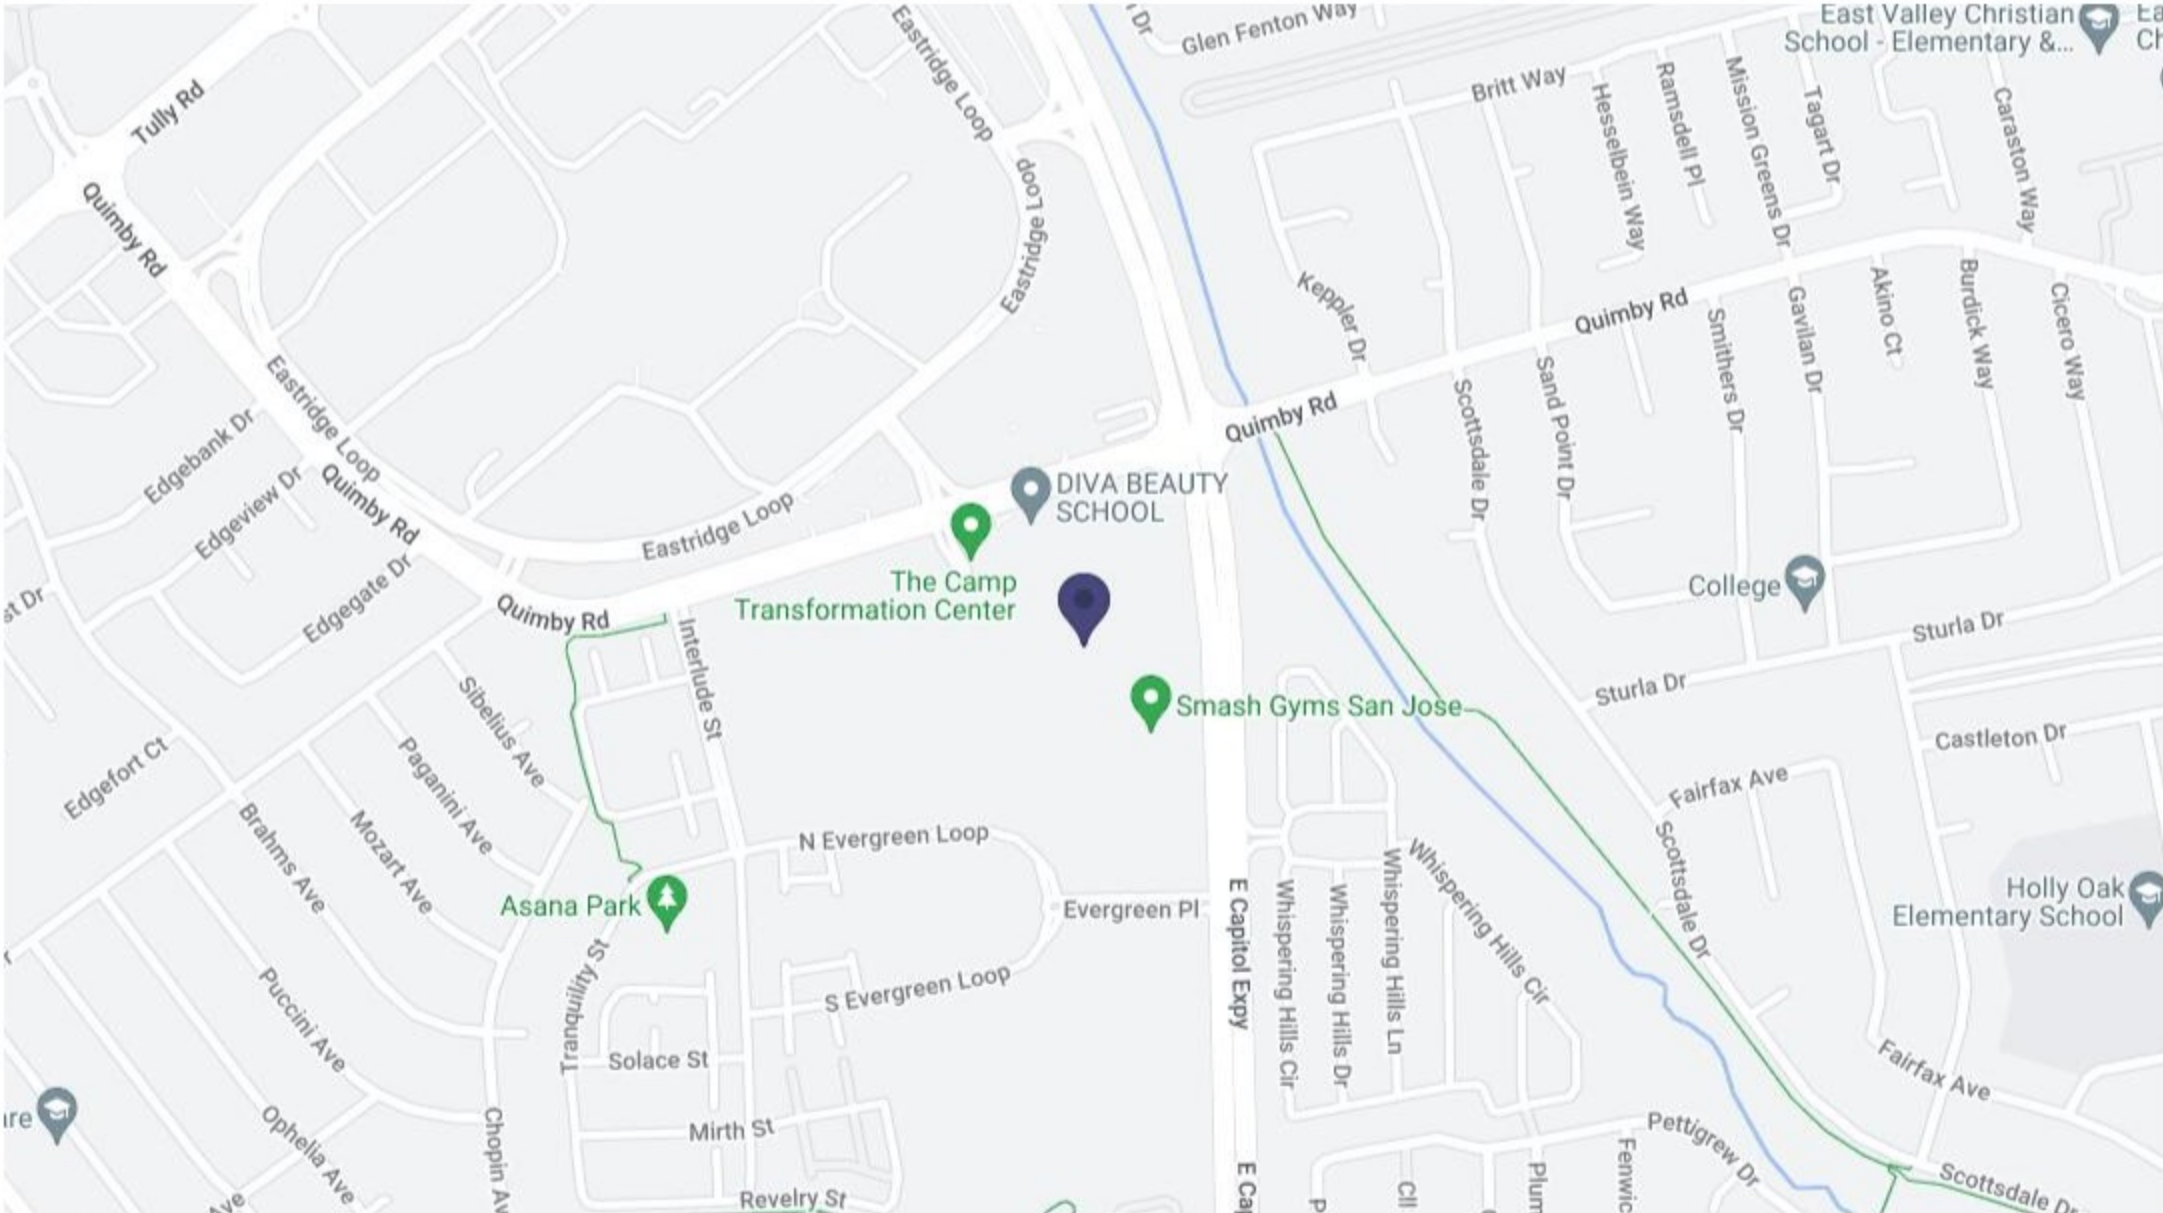 Dr
Glen Fenton Way
East Valley Christian
School - Elementary &...
Eastridge Loop
Tully Rd
Britt Way
Hesselbein Way
Ramsdell Pl
Mission Greens Dr
Tagart Dr
Caraston Way
Quimby Rd
Eastridge Loop
Keppler Dr
Quimby Rd
Smithers Dr
Gavilan Dr
Akino Ct
Burdick Way
Cicero Way
Eastridge Loop
Edgebank Dr
Quimby Rd
Scottsdale Dr
Sand Point Dr
Edgeview Dr
Quimby Rd
DIVA BEAUTY
SCHOOL
Eastridge Loop
Edgegate Dr
The Camp
Transformation Center
College
st Dr
Quimby Rd
Interlude St
Sturla Dr
Sturla Dr
Sibelius Ave
Smash Gyms San Jose
Castleton Dr
Edgefort Ct
Paganini Ave
Fairfax Ave
Mozart Ave
Brahms Ave
N Evergreen Loop
Scottsdale Dr
Asana Park
Evergreen Pl
E Capitol Expy
Whispering Hills Cir
Whispering Hills Dr
Whispering Hills Ln
Whispering Hills Cir
Holly Oak
Elementary School
Tranquility St
Puccini Ave
S Evergreen Loop
Solace St
Fairfax Ave
Ophelia Ave
Chopin Av
Mirth St
Pettigrew Dr
Fenwic
Plum
E Cap
Revelry St
Scottsdale Dr
Ave